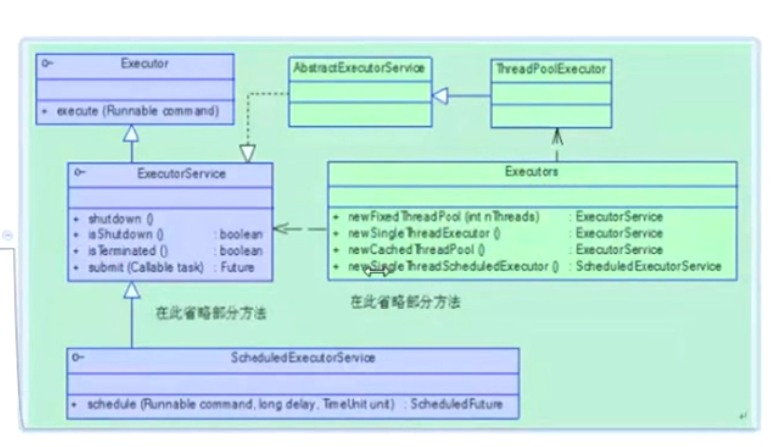 Executor
+ execute (Runnable command)
AbstractExecutorService
ThreadPoolExecutor
ExecutorService
+ shutdown ()
+ isShutdown () : boolean
+ isTerminated () : boolean
+ submit (Callable task) : Future
Executors
+ newFixedThreadPool (int nThreads) : ExecutorService
+ newSingleThreadExecutor () : ExecutorService
+ newCachedThreadPool () : ExecutorService
+ newSingleThreadScheduledExecutor () : ScheduledExecutorService
在此省略部分方法
在此省略部分方法
ScheduledExecutorService
+ schedule (Runnable command, long delay, TimeUnit unit) : ScheduledFuture